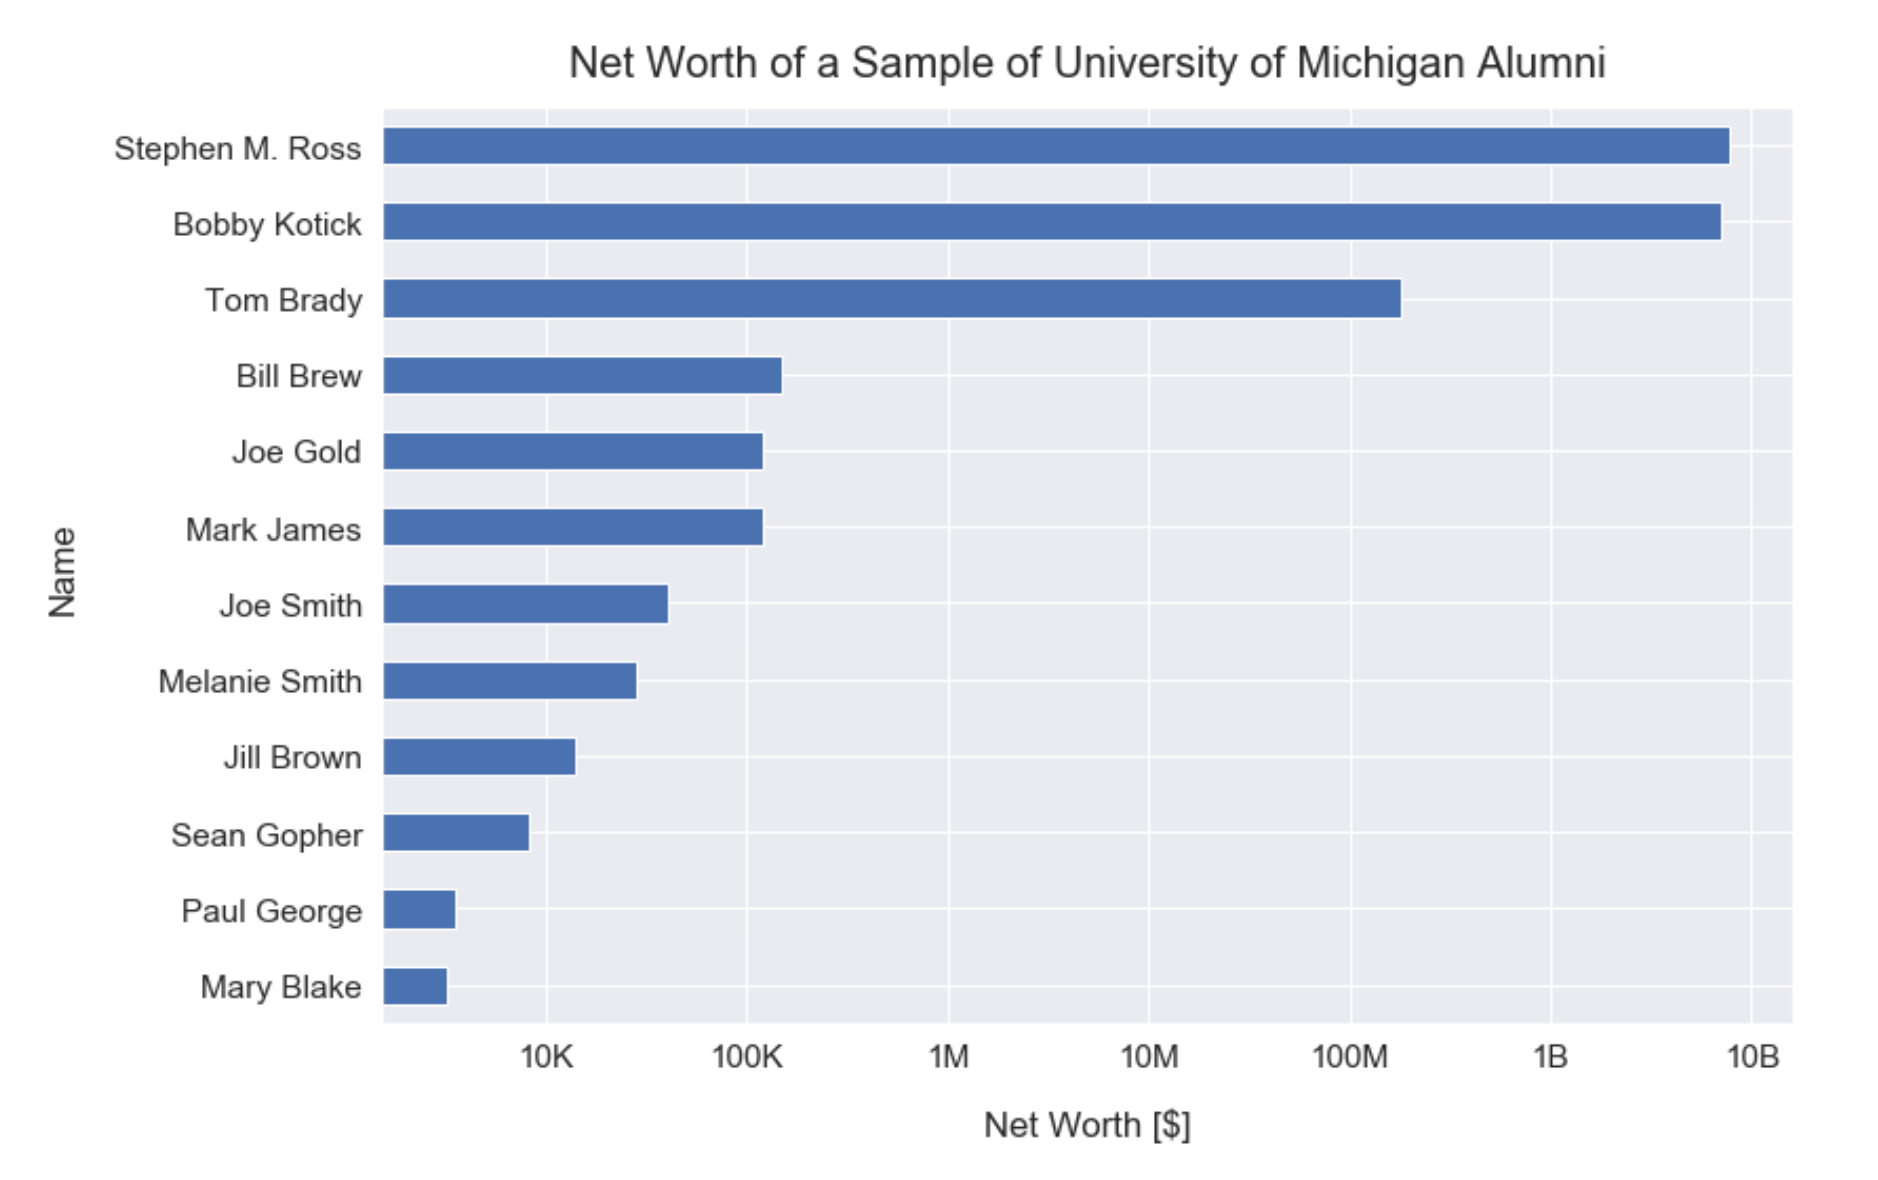 Net Worth of a Sample of University of Michigan Alumni
Stephen M. Ross
Bobby Kotick
Tom Brady
Bill Brew
Joe Gold
Mark James
Joe Smith
Melanie Smith
Jill Brown
Sean Gopher
Paul George
Mary Blake
Name
10K 100K 1M 10M 100M 1B 10B
Net Worth [$]